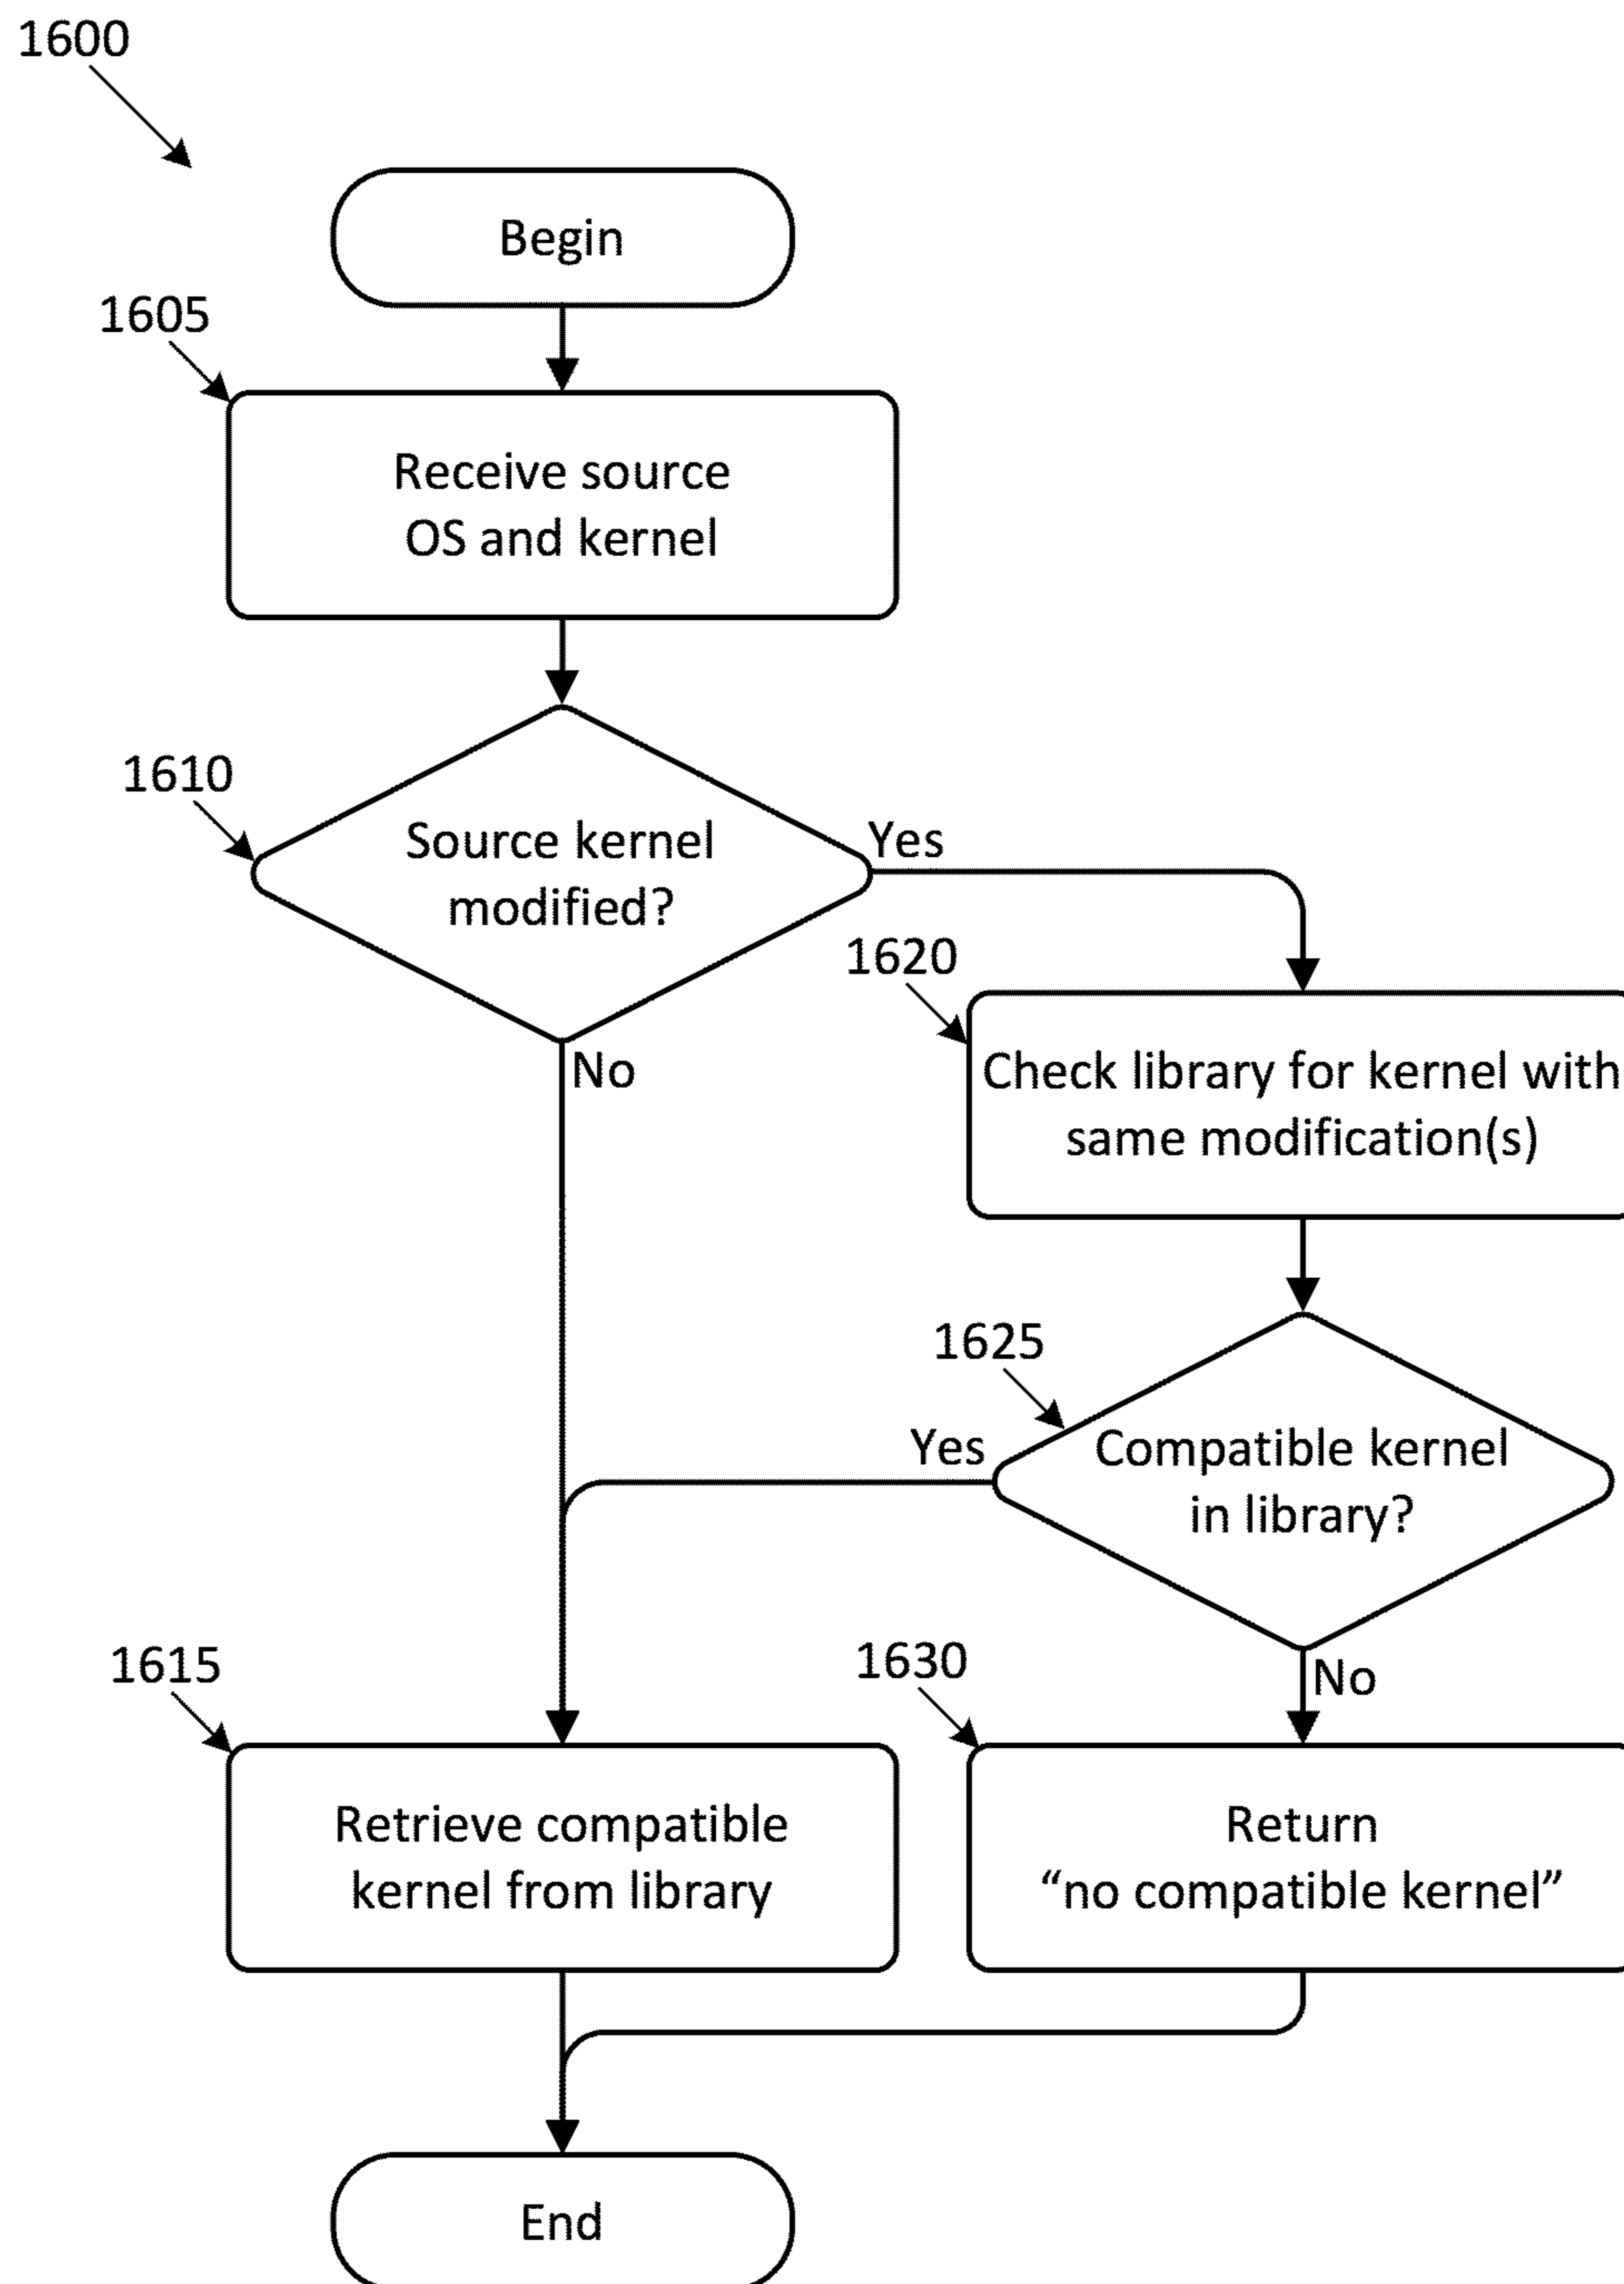 1600
Begin
1605
Receive source
OS and kernel
1610
Source kernel
modified?
Yes
No
1620
Check library for kernel with
same modification(s)
1625
Compatible kernel
in library?
Yes
No
1615
Retrieve compatible
kernel from library
1630
Return
“no compatible kernel”
End